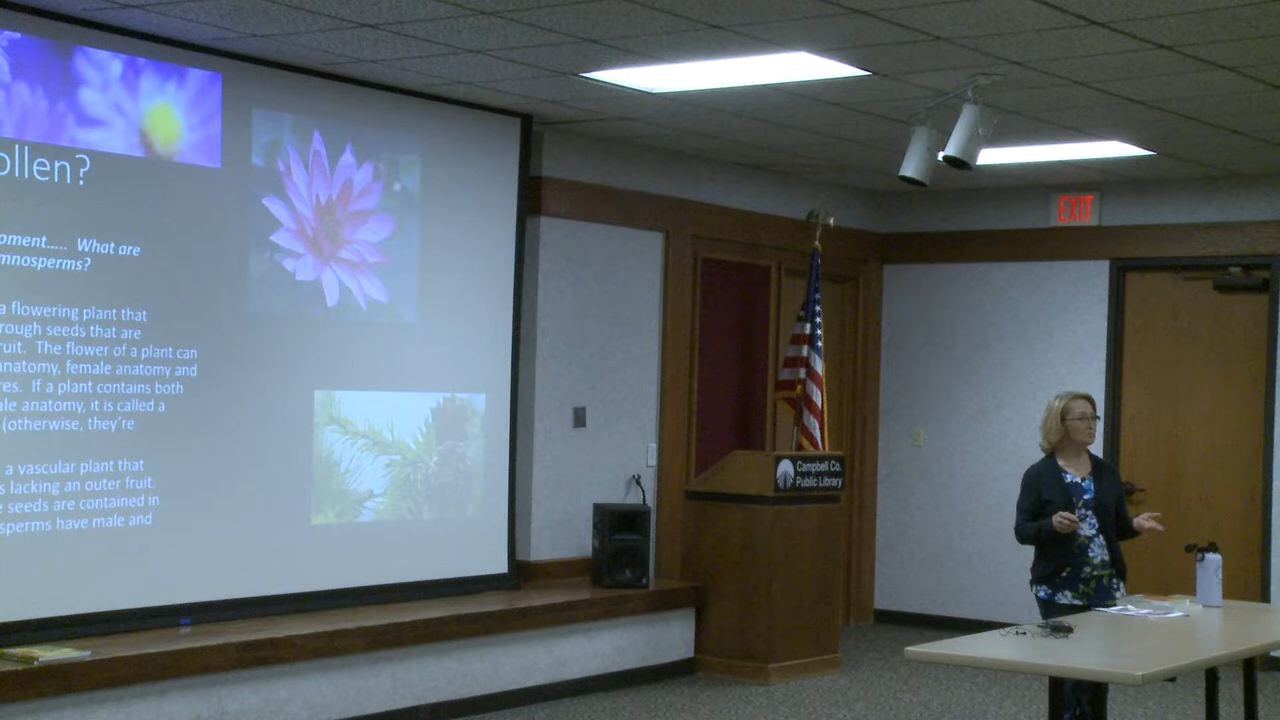 ollen?
opment..... What are
mnosperms?
a flowering plant that
rough seeds that are
ruit. The flower of a plant can
anatomy, female anatomy and
res. If a plant contains both
ale anatomy, it is called a
(otherwise, they're
a vascular plant that
s lacking an outer fruit.
e seeds are contained in
sperms have male and
EXIT
Campbell Co.
Public Library